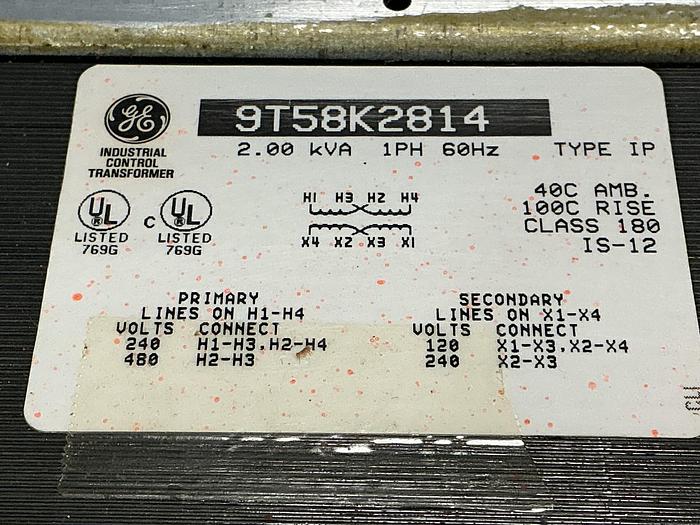 GE
9T58K2814
INDUSTRIAL
CONTROL
TRANSFORMER
2.00 kVA 1PH 60Hz TYPE IP
UL
LISTED
769G
C UL
LISTED
769G
H1 H3 H2 H4
X4 X2 X3 X1
40C AMB.
100C RISE
CLASS 180
IS-12
PRIMARY
LINES ON H1-H4
VOLTS CONNECT
240 H1-H3,H2-H4
480 H2-H3
SECONDARY
LINES ON X1-X4
VOLTS CONNECT
120 X1-X3,X2-X4
240 X2-X3